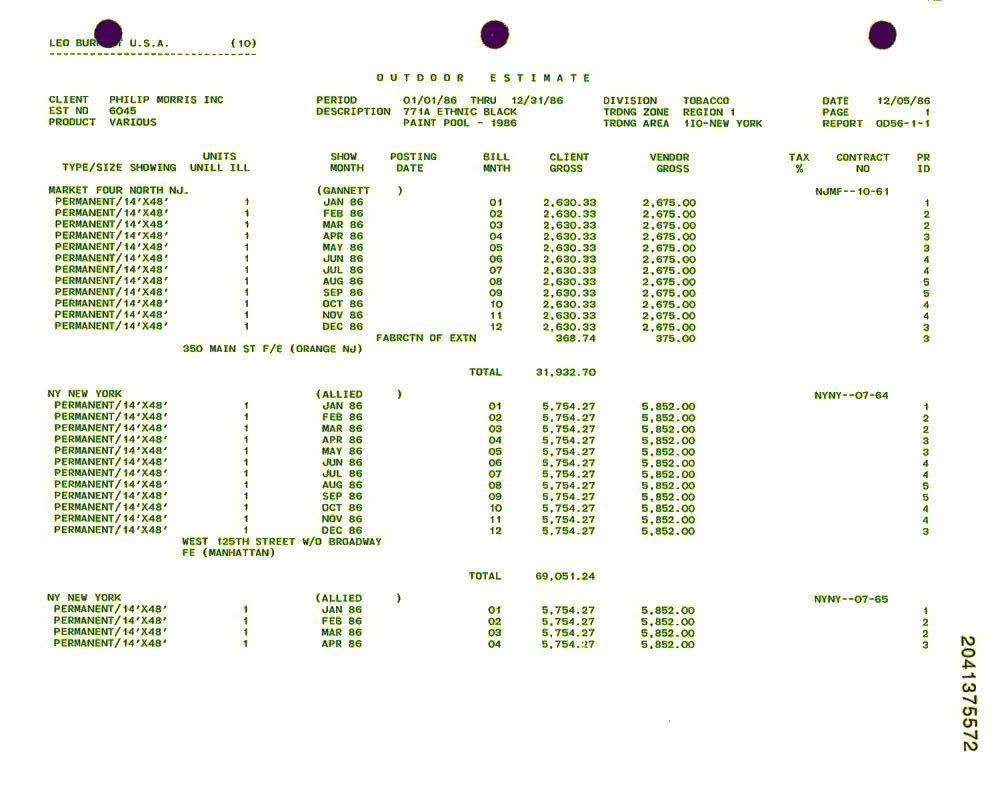 LEO BUR U.S.A. (10)
OUTDOOR ESTIMATE
CLIENT PHILIP MORRIS INC PERIOD 01/01/86 THRU 12/31/86 DIVISION TOBACCO DATE 12/05/86
EST NO 6045 DESCRIPTION 771A ETHNIC BLACK TRDNG ZONE REGION 1 PAGE 1
PRODUCT VARIOUS PAINT POOL - 1986 TRDNG AREA 1IO-NEW YORK REPORT OD56-1-1
UNITS SHOW POSTING BILL CLIENT VENDOR TAX CONTRACT PR
TYPE/SIZE SHOWING UNILL ILL MONTH DATE MNTH GROSS GROSS % NO ID
MARKET FOUR NORTH NJ. (GANNETT ) NJMF--10-61
PERMANENT/14'X48' 1 JAN 86 01 2,630.33 2,675.00 1
PERMANENT/14'X48' 1 FEB 86 02 2,630.33 2,675.00 2
PERMANENT/14'X48' 1 MAR 86 03 2,630.33 2,675.00 2
PERMANENT/14'X48' 1 APR 86 04 2,630.33 2,675.00 3
PERMANENT/14'X48' 1 MAY 86 05 2,630.33 2,675.00 3
PERMANENT/14'X48' 1 JUN 86 06 2,630.33 2,675.00 4
PERMANENT/14'X48' 1 JUL 86 07 2,630.33 2,675.00 4
PERMANENT/14'X48' 1 AUG 86 08 2,630.33 2,675.00 5
PERMANENT/14'X48' 1 SEP 86 09 2,630.33 2,675.00 5
PERMANENT/14'X48' 1 OCT 86 10 2,630.33 2,675.00 4
PERMANENT/14'X48' 1 NOV 86 11 2,630.33 2,675.00 4
PERMANENT/14'X48' 1 DEC 86 12 2,630.33 2,675.00 3
FABRCTN OF EXTN 368.74 375.00 3
350 MAIN ST F/E (ORANGE NJ)
TOTAL 31,932.70
NY NEW YORK (ALLIED ) NYNY--07-64
PERMANENT/14'X48' 1 JAN 86 01 5,754.27 5,852.00 1
PERMANENT/14'X48' 1 FEB 86 02 5,754.27 5,852.00 2
PERMANENT/14'X48' 1 MAR 86 03 5,754.27 5,852.00 2
PERMANENT/14'X48' 1 APR 86 04 5,754.27 5,852.00 3
PERMANENT/14'X48' 1 MAY 86 05 5,754.27 5,852.00 3
PERMANENT/14'X48' 1 JUN 86 06 5,754.27 5,852.00 4
PERMANENT/14'X48' 1 JUL 86 07 5,754.27 5,852.00 4
PERMANENT/14'X48' 1 AUG 86 08 5,754.27 5,852.00 5
PERMANENT/14'X48' 1 SEP 86 09 5,754.27 5,852.00 5
PERMANENT/14'X48' 1 OCT 86 10 5,754.27 5,852.00 4
PERMANENT/14'X48' 1 NOV 86 11 5,754.27 5,852.00 4
PERMANENT/14'X48' 1 DEC 86 12 5,754.27 5,852.00 3
WEST 125TH STREET W/O BROADWAY
FE (MANHATTAN)
TOTAL 69,051.24
NY NEW YORK (ALLIED ) NYNY--07-65
PERMANENT/14'X48' 1 JAN 86 01 5,754.27 5,852.00 1
PERMANENT/14'X48' 1 FEB 86 02 5,754.27 5,852.00 2
PERMANENT/14'X48' 1 MAR 86 03 5,754.27 5,852.00 2
PERMANENT/14'X48' 1 APR 86 04 5,754.27 5,852.00 3
2041375572